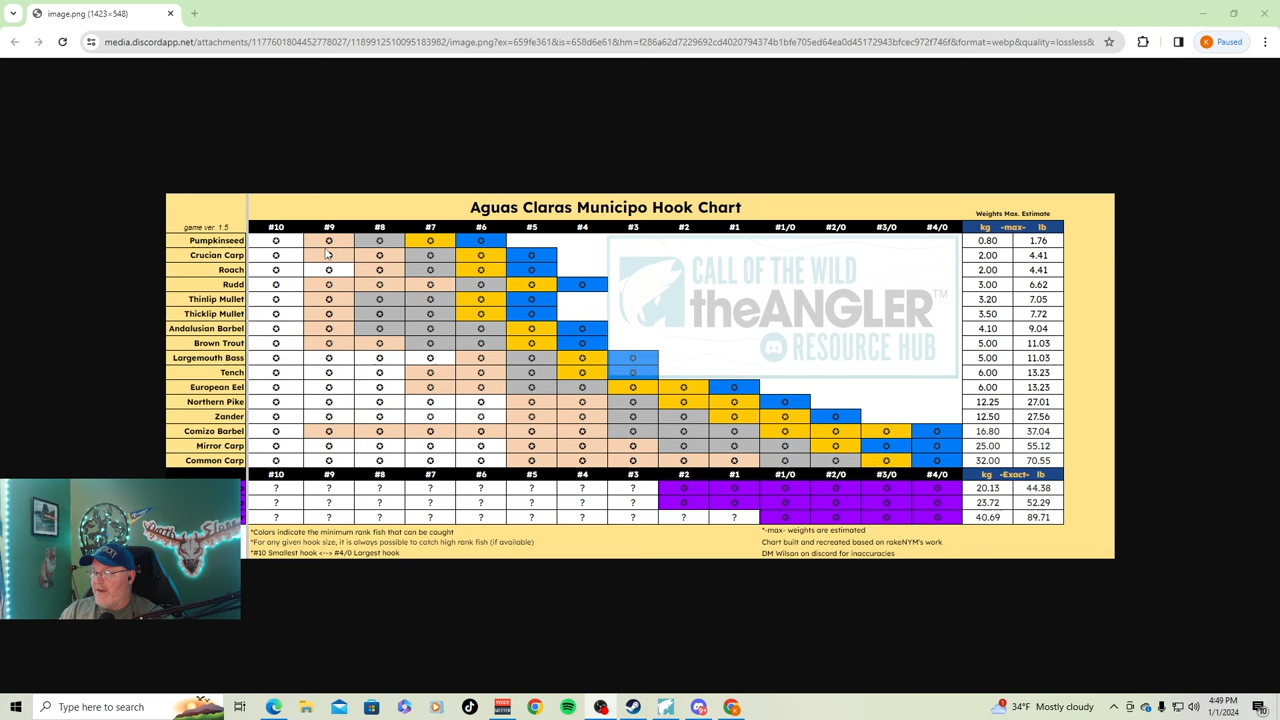 image.png (1423×548)
media.discordapp.net/attachments/1177601804452778027/1189912510095183982/image.png?ex=659fe361&is=658d6e61&hm=f286a62d7229692cd4020794374b1bfe705ed64ea0d45172943bfcec972f746f&format=webp&quality=lossless&
Paused
Aguas Claras Municipo Hook Chart
Weights Max. Estimate
game ver. 1.5 #10 #9 #8 #7 #6 #5 #4 #3 #2 #1 #1/0 #2/0 #3/0 #4/0 kg -max- lb
Pumpkinseed 0.80 1.76
Crucian Carp 2.00 4.41
Roach 2.00 4.41
Rudd 3.00 6.62
Thinlip Mullet 3.20 7.05
Thicklip Mullet 3.50 7.72
Andalusian Barbel 4.10 9.04
Brown Trout 5.00 11.03
Largemouth Bass 5.00 11.03
Tench 6.00 13.23
European Eel 6.00 13.23
Northern Pike 12.25 27.01
Zander 12.50 27.56
Comizo Barbel 16.80 37.04
Mirror Carp 25.00 55.12
Common Carp 32.00 70.55
CALL OF THE WILD
theANGLER™
RESOURCE HUB
#10 #9 #8 #7 #6 #5 #4 #3 #2 #1 #1/0 #2/0 #3/0 #4/0 kg -Exact- lb
? ? ? ? ? ? ? ? 20.13 44.38
? ? ? ? ? ? ? ? 23.72 52.29
? ? ? ? ? ? ? ? ? ? 40.69 89.71
*Colors indicate the minimum rank fish that can be caught
*For any given hook size, it is always possible to catch high rank fish (if available)
*#10 Smallest hook <--> #4/0 Largest hook
*-max- weights are estimated
Chart built and recreated based on rakeNYM's work
DM Wilson on discord for inaccuracies
Type here to search
34°F Mostly cloudy
4:49 PM
1/1/2024